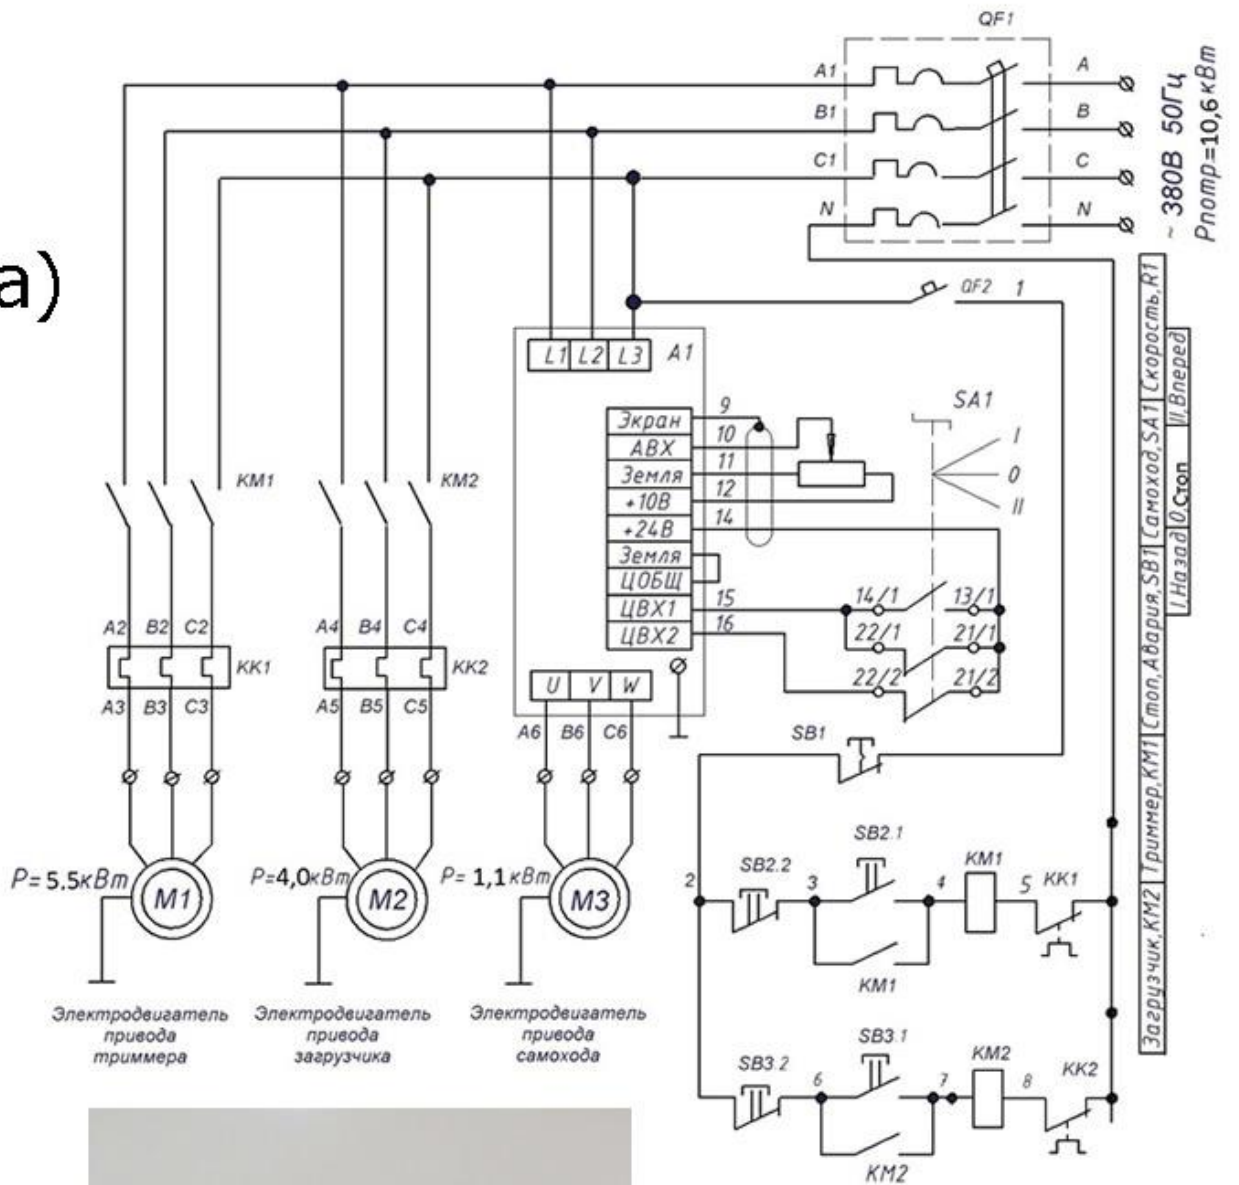 а)
QF1
A1
A
B1
B
C1
C
N
N
~ 380В 50Гц
Рпотр=10,6кВт
QF2
1
L1 L2 L3
A1
Экран
9
АВХ
10
Земля
11
+10В
12
+24В
14
Земля
ЦОБЩ
ЦВХ1
15
ЦВХ2
16
SA1
I
0
II
14/1
13/1
22/1
21/1
22/2
21/2
U V W
KM1
KM2
A2 B2 C2
KK1
A3 B3 C3
A4 B4 C4
KK2
A5 B5 C5
A6 B6 C6
P= 5.5кВт
M1
P=4,0кВт
M2
P= 1,1кВт
M3
Электродвигатель
привода
триммера
Электродвигатель
привода
загрузчика
Электродвигатель
привода
самохода
SB1
2
SB2.2
3
SB2.1
4
KM1
5
KK1
KM1
SB3.2
6
SB3.1
7
KM2
8
KK2
KM2
Загрузчик,КМ2 Триммер,КМ1 Стоп,Авария,SB1 Самоход,SA1 Скорость,R1
I,Назад 0,Стоп II,Вперед